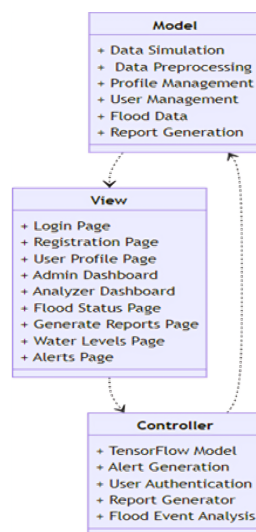 Model
+ Data Simulation
+ Data Preprocessing
+ Profile Management
+ User Management
+ Flood Data
+ Report Generation
View
+ Login Page
+ Registration Page
+ User Profile Page
+ Admin Dashboard
+ Analyzer Dashboard
+ Flood Status Page
+ Generate Reports Page
+ Water Levels Page
+ Alerts Page
Controller
+ TensorFlow Model
+ Alert Generation
+ User Authentication
+ Report Generator
+ Flood Event Analysis